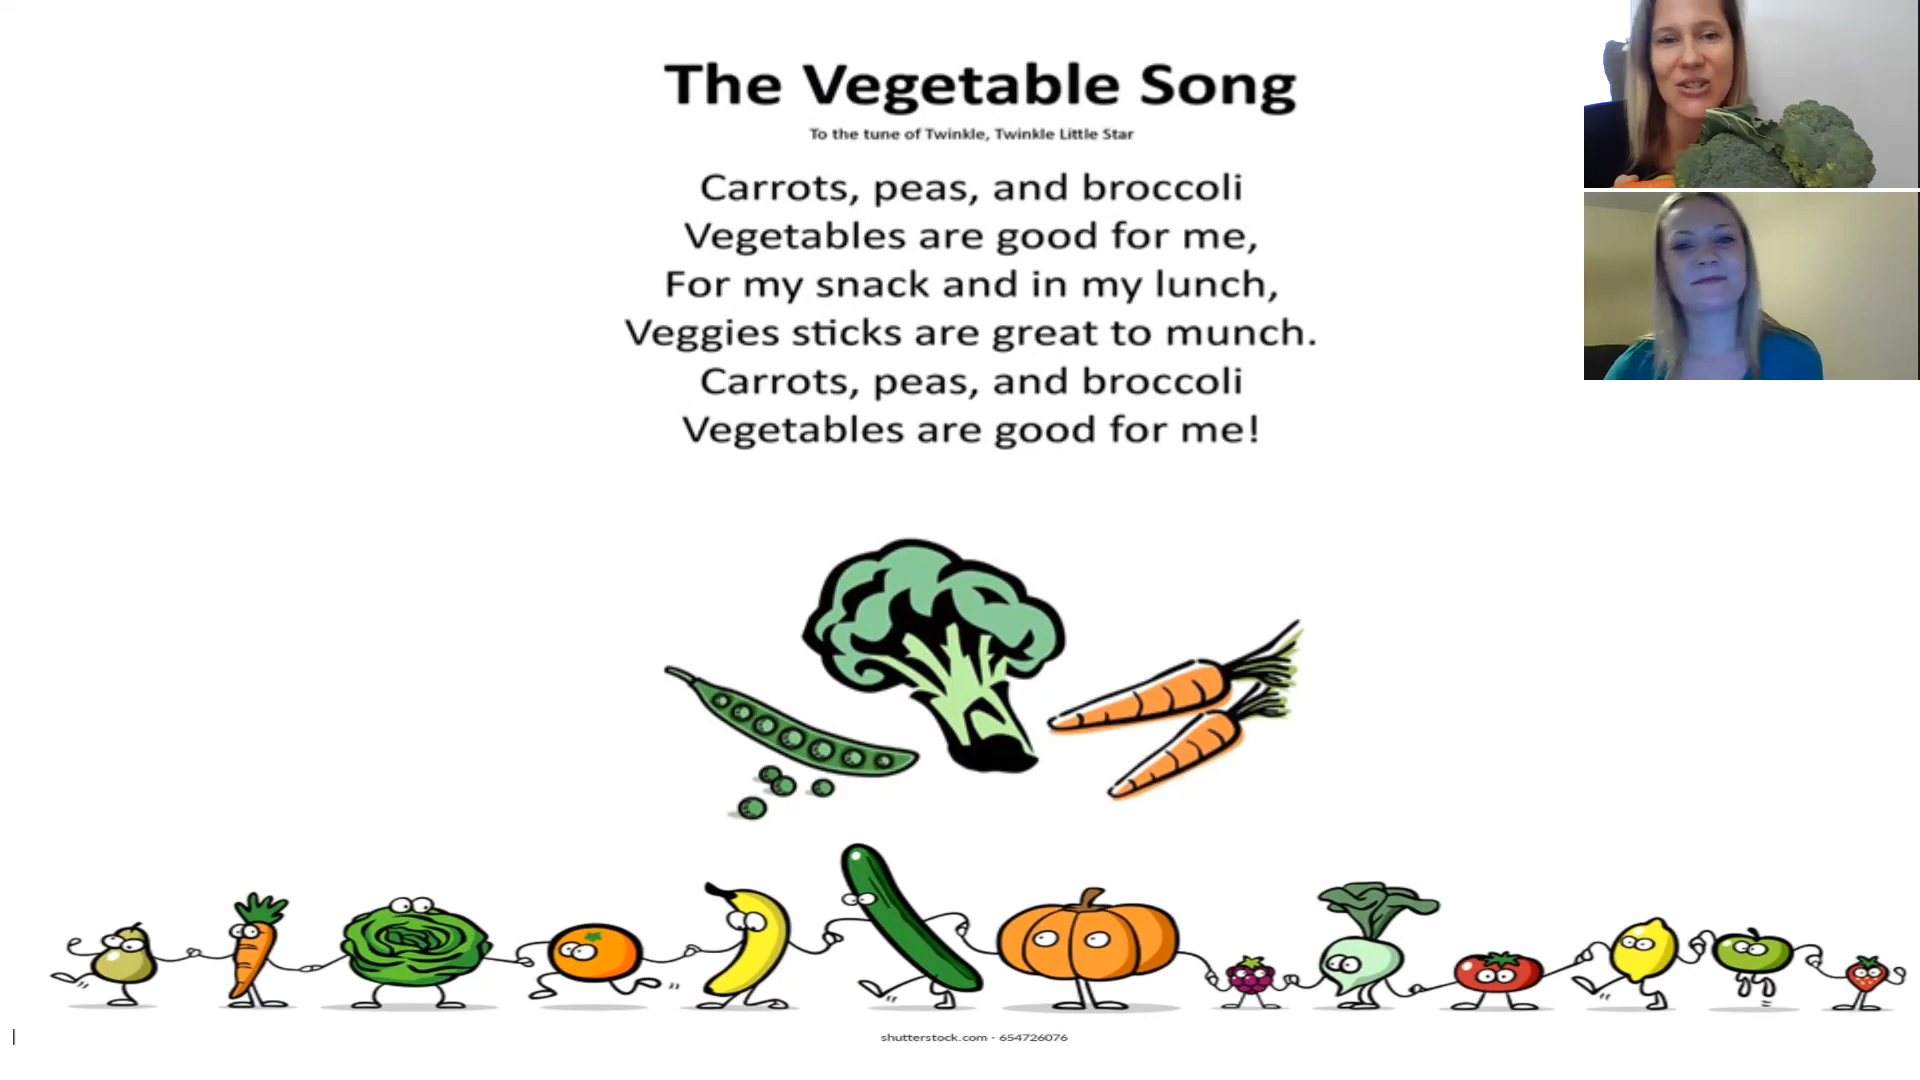 The Vegetable Song
To the tune of Twinkle, Twinkle Little Star
Carrots, peas, and broccoli
Vegetables are good for me,
For my snack and in my lunch,
Veggies sticks are great to munch.
Carrots, peas, and broccoli
Vegetables are good for me!
shutterstock.com · 654726076